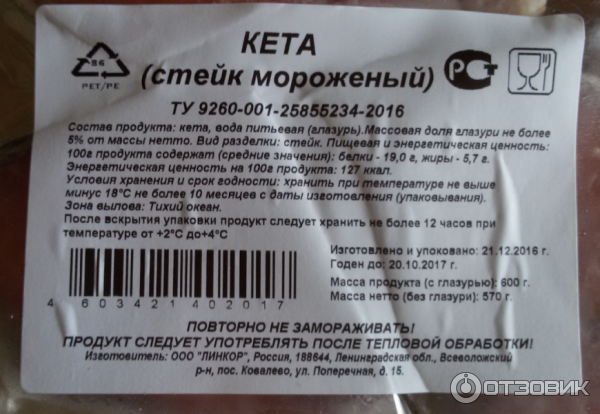 КЕТА
(стейк мороженый)
PET/PE
РСТ
ТУ 9260-001-25855234-2016
Состав продукта: кета, вода питьевая (глазурь).Массовая доля глазури не более
5% от массы нетто. Вид разделки: стейк. Пищевая и энергетическая ценность:
100г продукта содержат (средние значения): белки - 19,0 г, жиры - 5,7 г.
Энергетическая ценность на 100г продукта: 127 ккал.
Условия хранения и срок годности: хранить при температуре не выше
минус 18°С не более 10 месяцев с даты изготовления (упаковывания).
Зона вылова: Тихий океан.
После вскрытия упаковки продукт следует хранить не более 12 часов при
температуре от +2°С до+4°С
Изготовлено и упаковано: 21.12.2016 г.
Годен до: 20.10.2017 г.
Масса продукта (с глазурью): 600 г.
Масса нетто (без глазури): 570 г.
4 603421 402017
ПОВТОРНО НЕ ЗАМОРАЖИВАТЬ!
ПРОДУКТ СЛЕДУЕТ УПОТРЕБЛЯТЬ ПОСЛЕ ТЕПЛОВОЙ ОБРАБОТКИ!
Изготовитель: ООО "ЛИНКОР", Россия, 188644, Ленинградская обл., Всеволожский
р-н, пос. Ковалево, ул. Поперечная, д. 15.
ОТЗОВИК